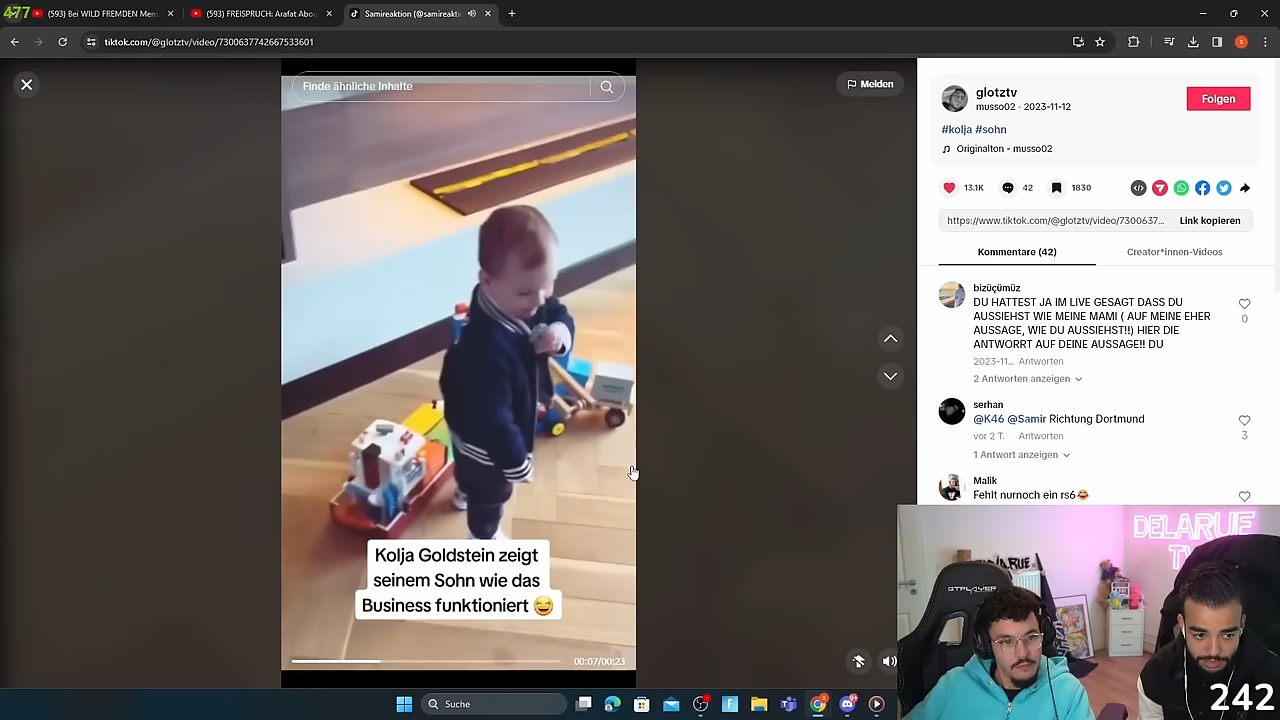 477
(593) Bei WILD FREMDEN Men
(593) FREISPRUCH: Arafat Abou
Samireaktion (@samireakti
tiktok.com/@glotztv/video/7300637742667533601
Finde ähnliche Inhalte
Melden
glotztv
musso02 · 2023-11-12
Folgen
#kolja #sohn
Originalton - musso02
13.1K
42
1830
https://www.tiktok.com/@glotztv/video/7300637...
Link kopieren
Kommentare (42)
Creator*innen-Videos
bizüçümüz
DU HATTEST JA IM LIVE GESAGT DASS DU
AUSSIEHST WIE MEINE MAMI ( AUF MEINE EHER
AUSSAGE, WIE DU AUSSIEHST!!) HIER DIE
ANTWORRT AUF DEINE AUSSAGE!! DU
0
2023-11... Antworten
2 Antworten anzeigen
serhan
@K46 @Samir Richtung Dortmund
3
vor 2 T. Antworten
1 Antwort anzeigen
Malik
Fehlt nurnoch ein rs6😂
Kolja Goldstein zeigt
seinem Sohn wie das
Business funktioniert 😅
00:07/00:23
DELARUE
TV
GTPLAYER
242
Suche